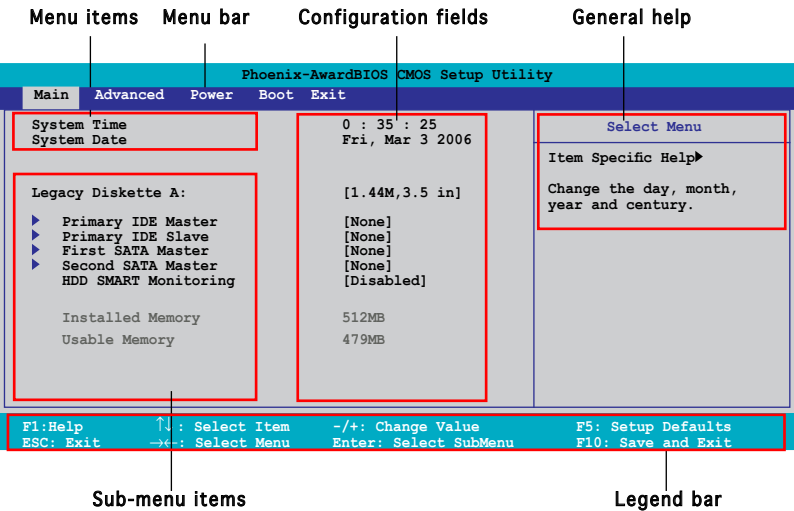 Menu items Menu bar Configuration fields General help
Phoenix-AwardBIOS CMOS Setup Utility
Main Advanced Power Boot Exit
System Time 0 : 35 : 25
System Date Fri, Mar 3 2006
Select Menu
Item Specific Help▶
Change the day, month,
year and century.
Legacy Diskette A: [1.44M,3.5 in]
▶ Primary IDE Master [None]
▶ Primary IDE Slave [None]
▶ First SATA Master [None]
▶ Second SATA Master [None]
HDD SMART Monitoring [Disabled]
Installed Memory 512MB
Usable Memory 479MB
F1:Help ↑↓ : Select Item -/+: Change Value F5: Setup Defaults
ESC: Exit →←: Select Menu Enter: Select SubMenu F10: Save and Exit
Sub-menu items Legend bar